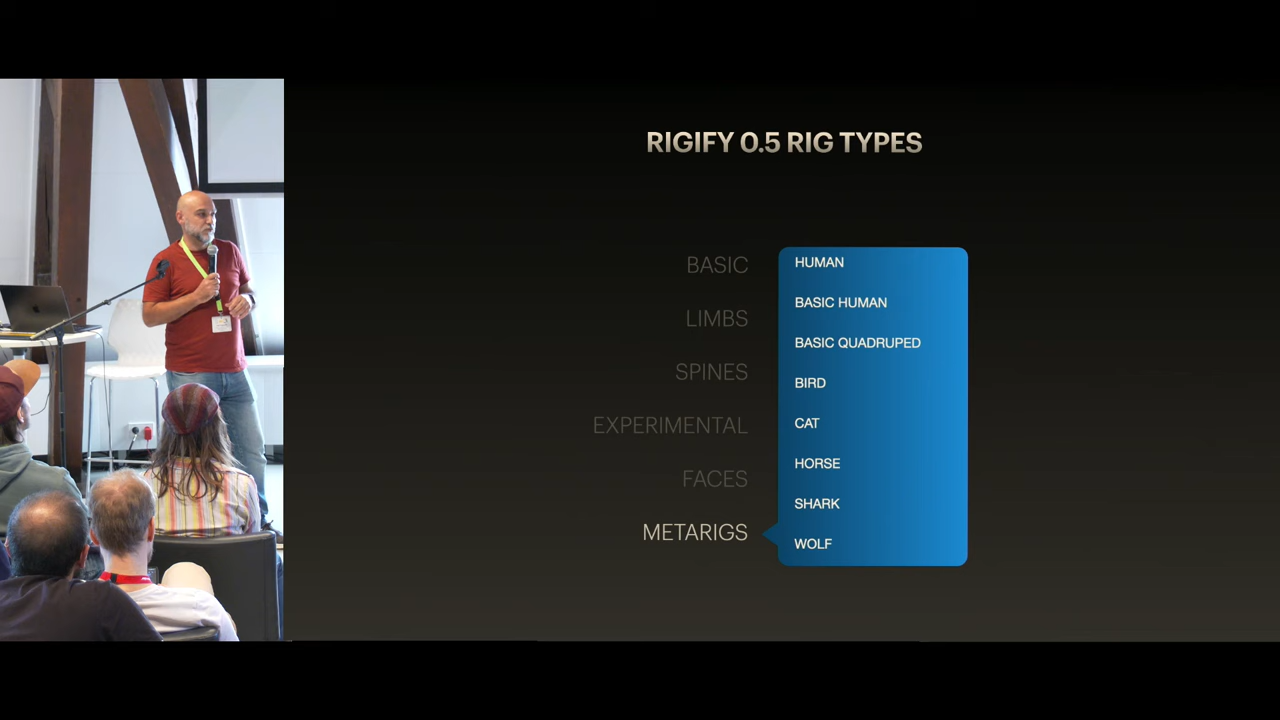 RIGIFY 0.5 RIG TYPES
BASIC
LIMBS
SPINES
EXPERIMENTAL
FACES
METARIGS
HUMAN
BASIC HUMAN
BASIC QUADRUPED
BIRD
CAT
HORSE
SHARK
WOLF